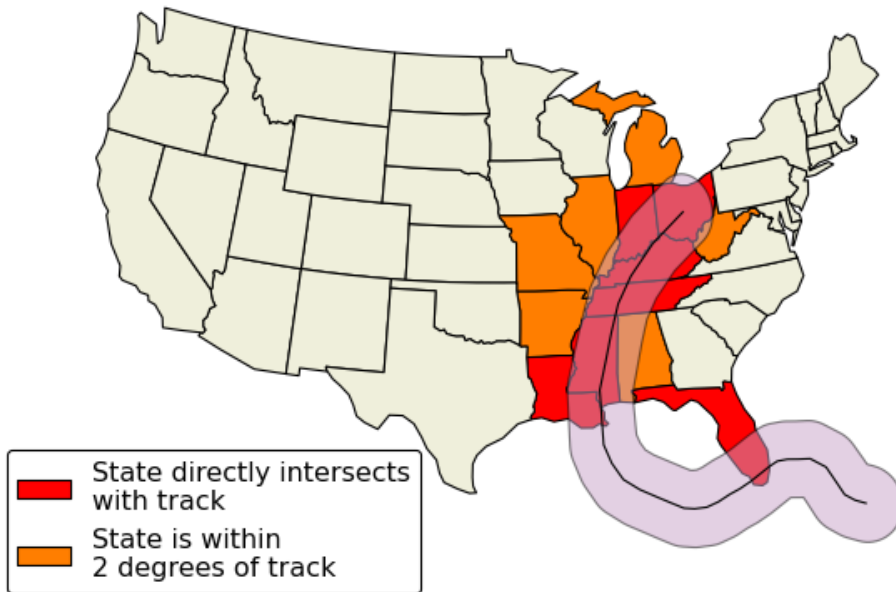 State directly intersects
with track
State is within
2 degrees of track